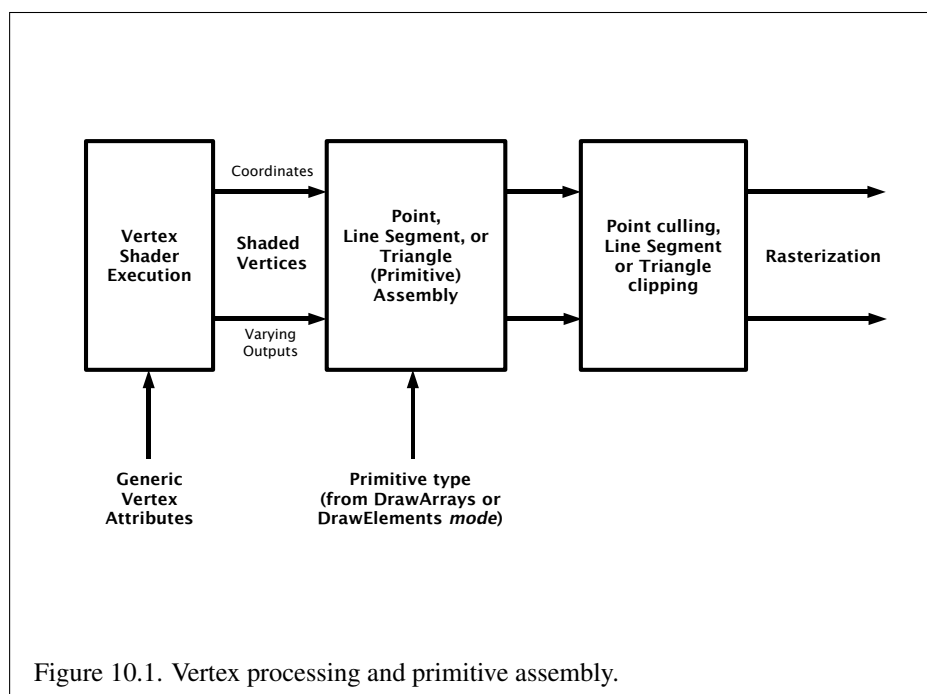 Vertex
Shader
Execution
Coordinates
Shaded
Vertices
Varying
Outputs
Point,
Line Segment, or
Triangle
(Primitive)
Assembly
Point culling,
Line Segment
or Triangle
clipping
Rasterization
Generic
Vertex
Attributes
Primitive type
(from DrawArrays or
DrawElements mode)
Figure 10.1. Vertex processing and primitive assembly.